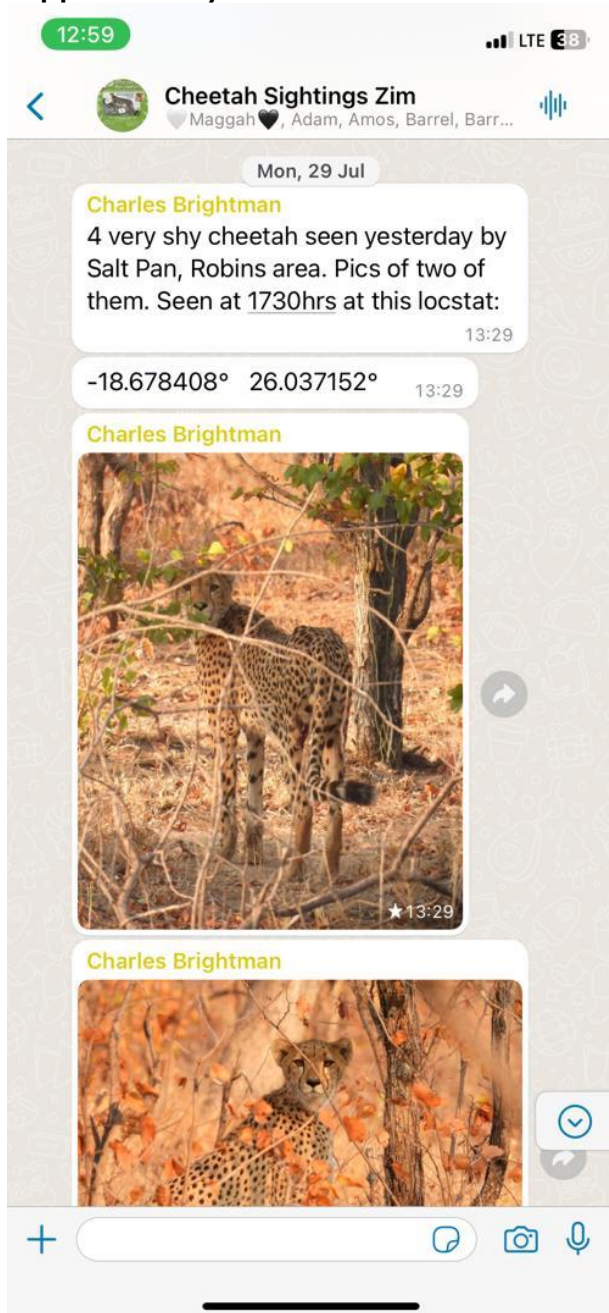 12:59
LTE 38
Cheetah Sightings Zim
🤍Maggah🖤, Adam, Amos, Barrel, Barr...
Mon, 29 Jul
Charles Brightman
4 very shy cheetah seen yesterday by
Salt Pan, Robins area. Pics of two of
them. Seen at 1730hrs at this locstat:
13:29
-18.678408° 26.037152° 13:29
Charles Brightman
★13:29
Charles Brightman